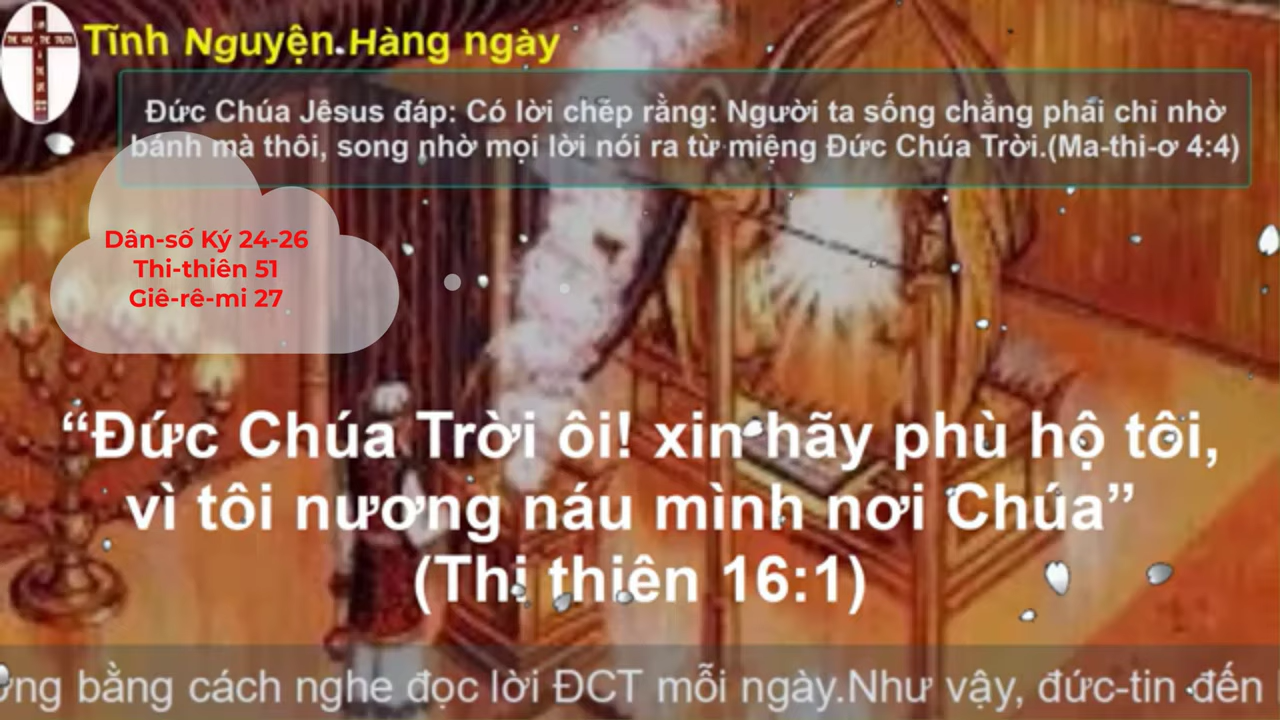 THE WAY THE TRUTH
Tĩnh Nguyện Hàng ngày
Đức Chúa Jêsus đáp: Có lời chép rằng: Người ta sống chẳng phải chỉ nhờ
bánh mà thôi, song nhờ mọi lời nói ra từ miệng Đức Chúa Trời.(Ma-thi-ơ 4:4)
Dân-số Ký 24-26
Thi-thiên 51
Giê-rê-mi 27
“Đức Chúa Trời ôi! xin hãy phù hộ tôi,
vì tôi nương náu mình nơi Chúa”
(Thi thiên 16:1)
bằng cách nghe đọc lời ĐCT mỗi ngày.Như vậy, đức-tin đến